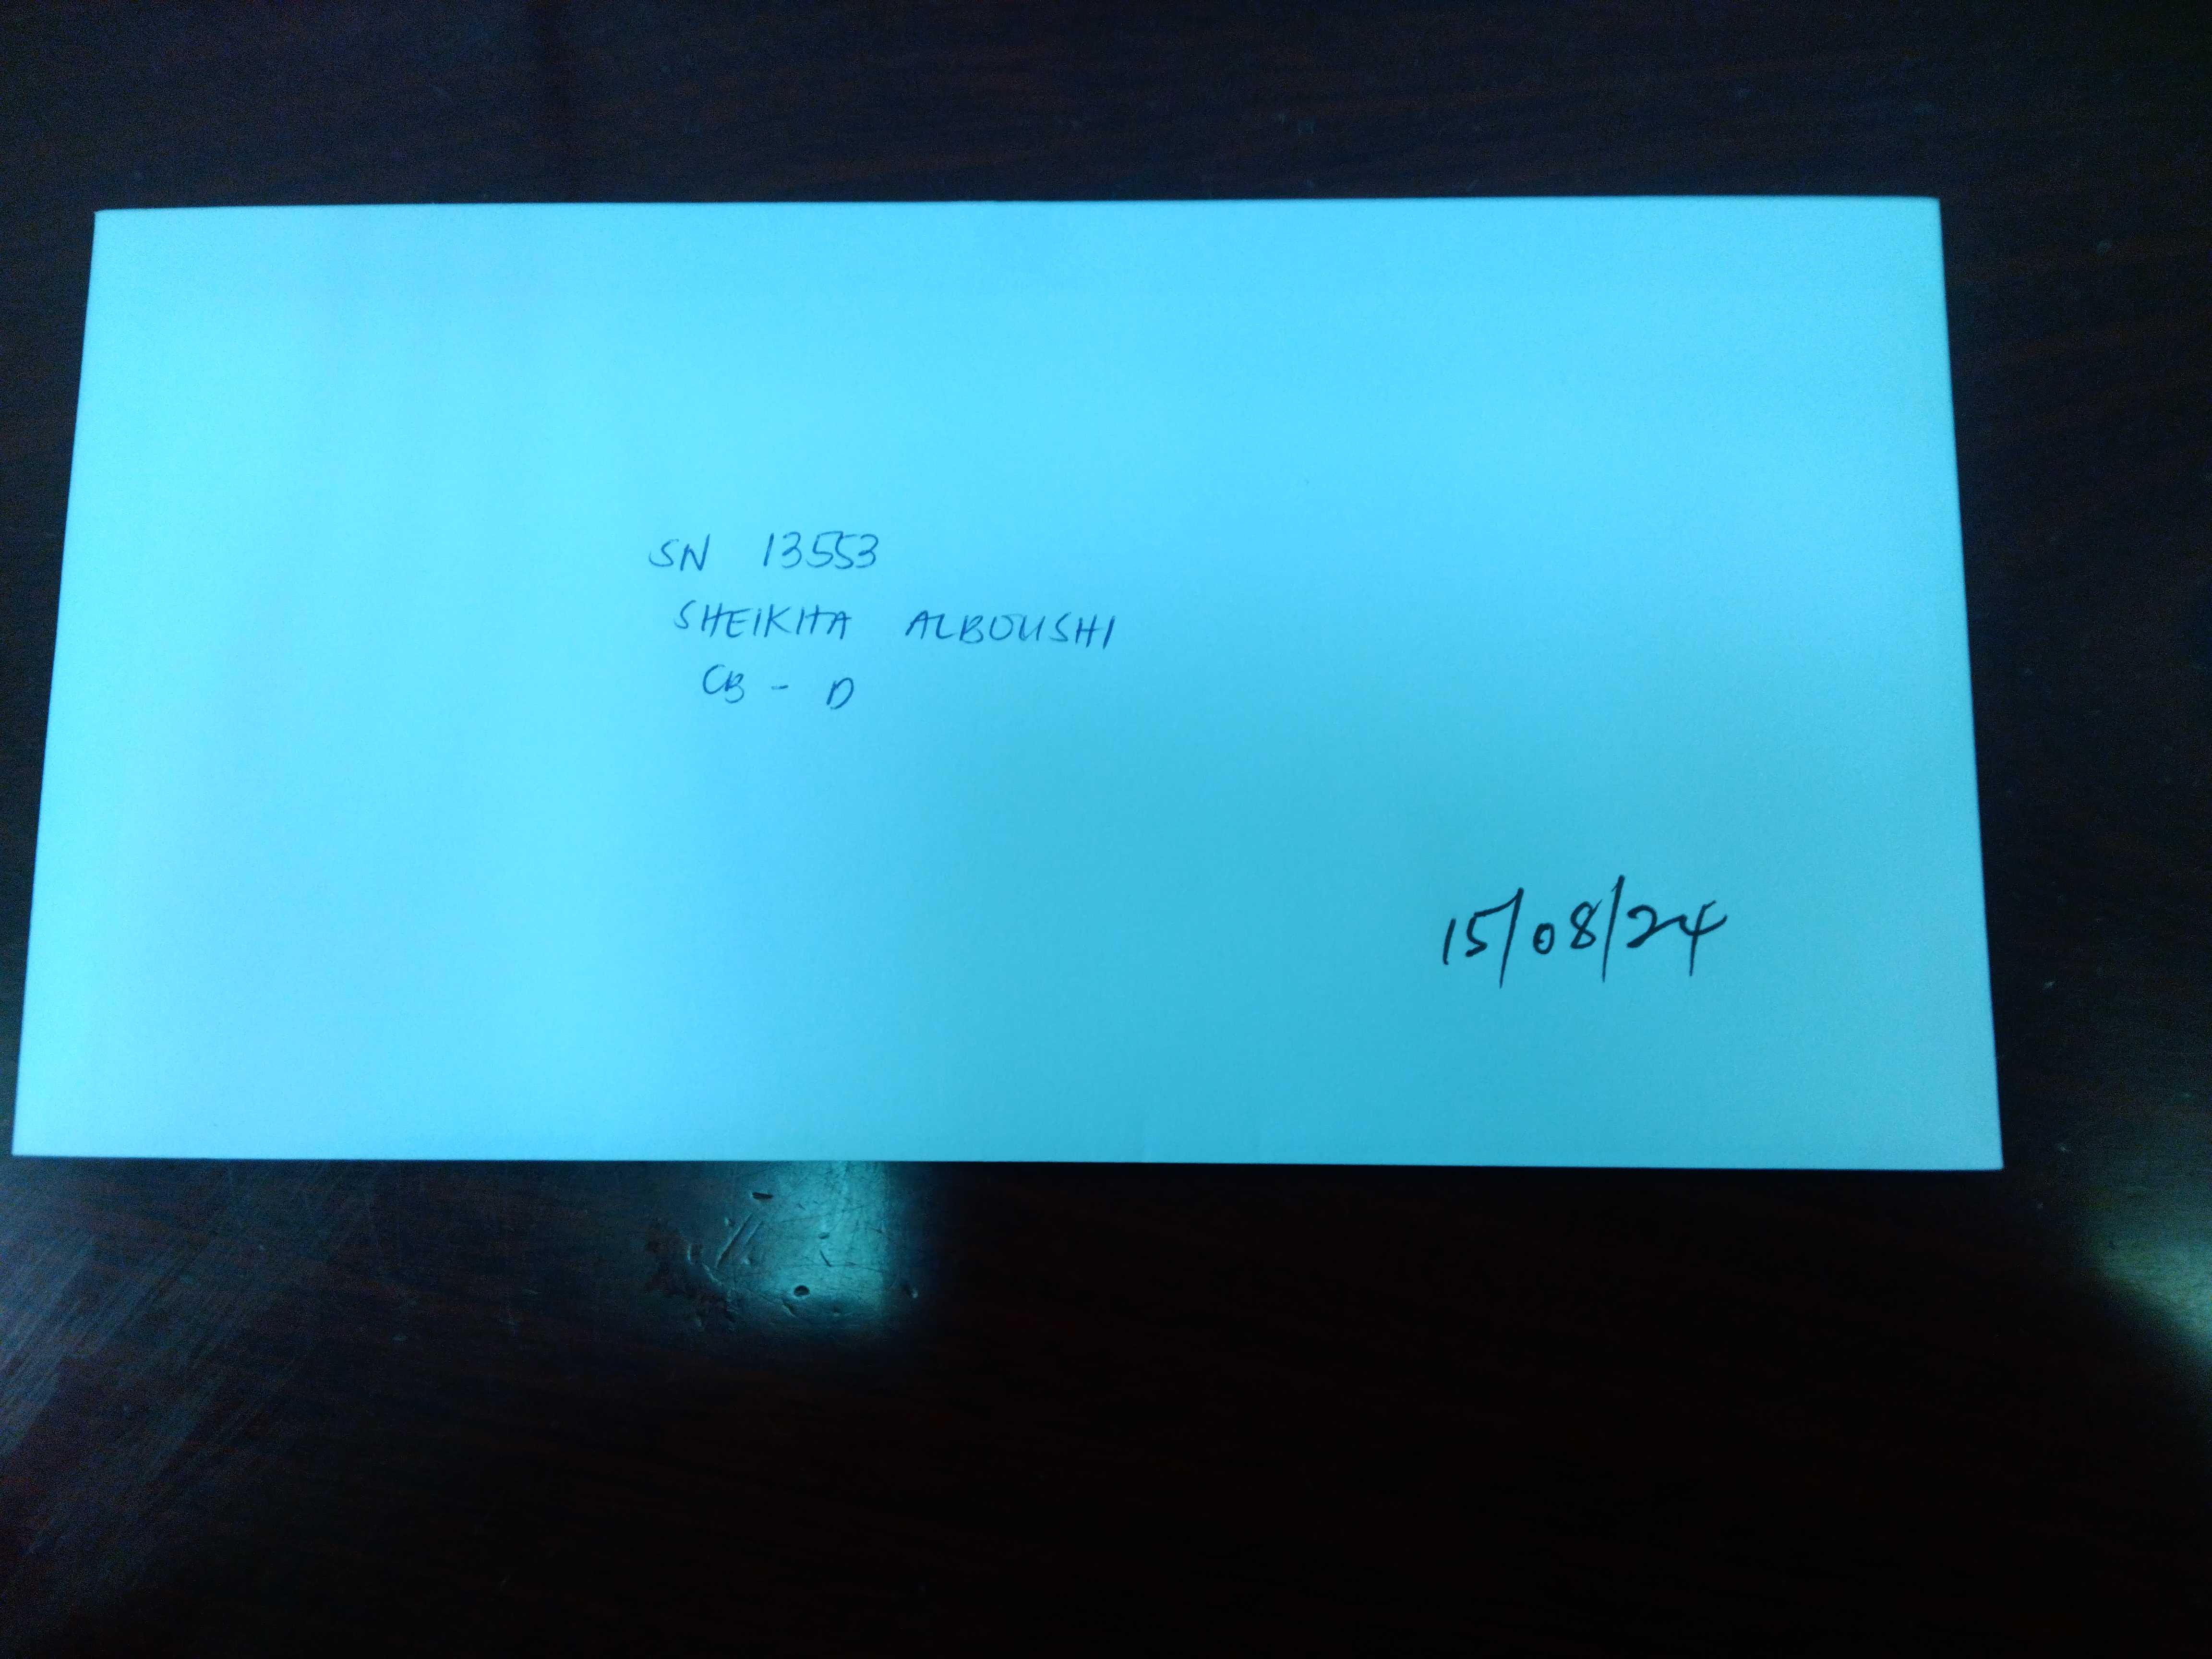 SN 13553
SHEIKHA ALBOUSHI
CB - D
15/08/24